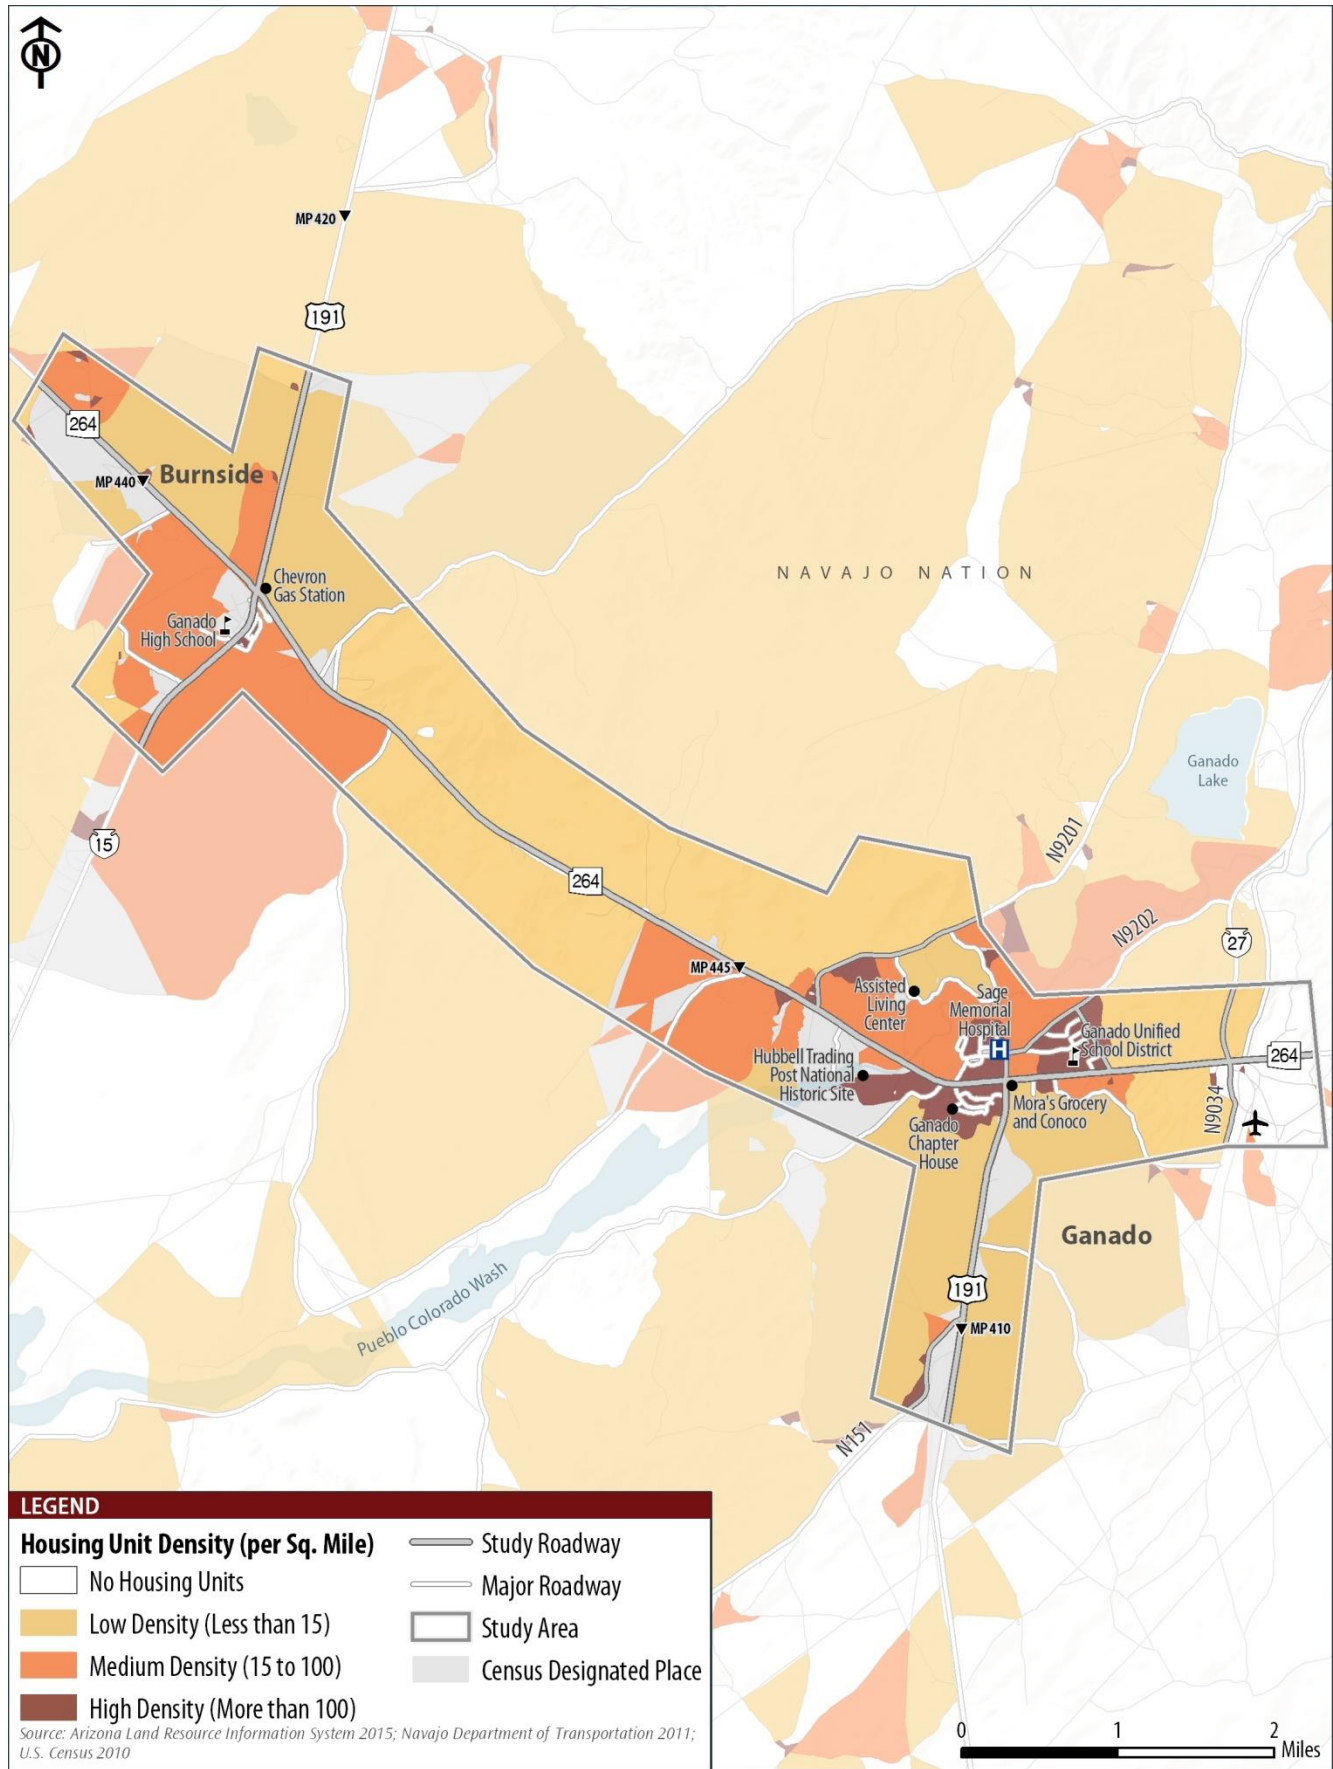 N
MP 420
191
264
MP 440
Burnside
Chevron
Gas Station
Ganado
High School
NAVAJO NATION
Ganado
Lake
15
N9201
264
N9202
27
MP 445
Assisted
Living
Center
Sage
Memorial
Hospital
H
Ganado Unified
School District
264
Hubbell Trading
Post National
Historic Site
Mora's Grocery
and Conoco
N9034
Ganado
Chapter
House
Ganado
191
MP 410
Pueblo Colorado Wash
N151
LEGEND
Housing Unit Density (per Sq. Mile)
No Housing Units
Low Density (Less than 15)
Medium Density (15 to 100)
High Density (More than 100)
Study Roadway
Major Roadway
Study Area
Census Designated Place
Source: Arizona Land Resource Information System 2015; Navajo Department of Transportation 2011;
U.S. Census 2010
0 1 2
Miles